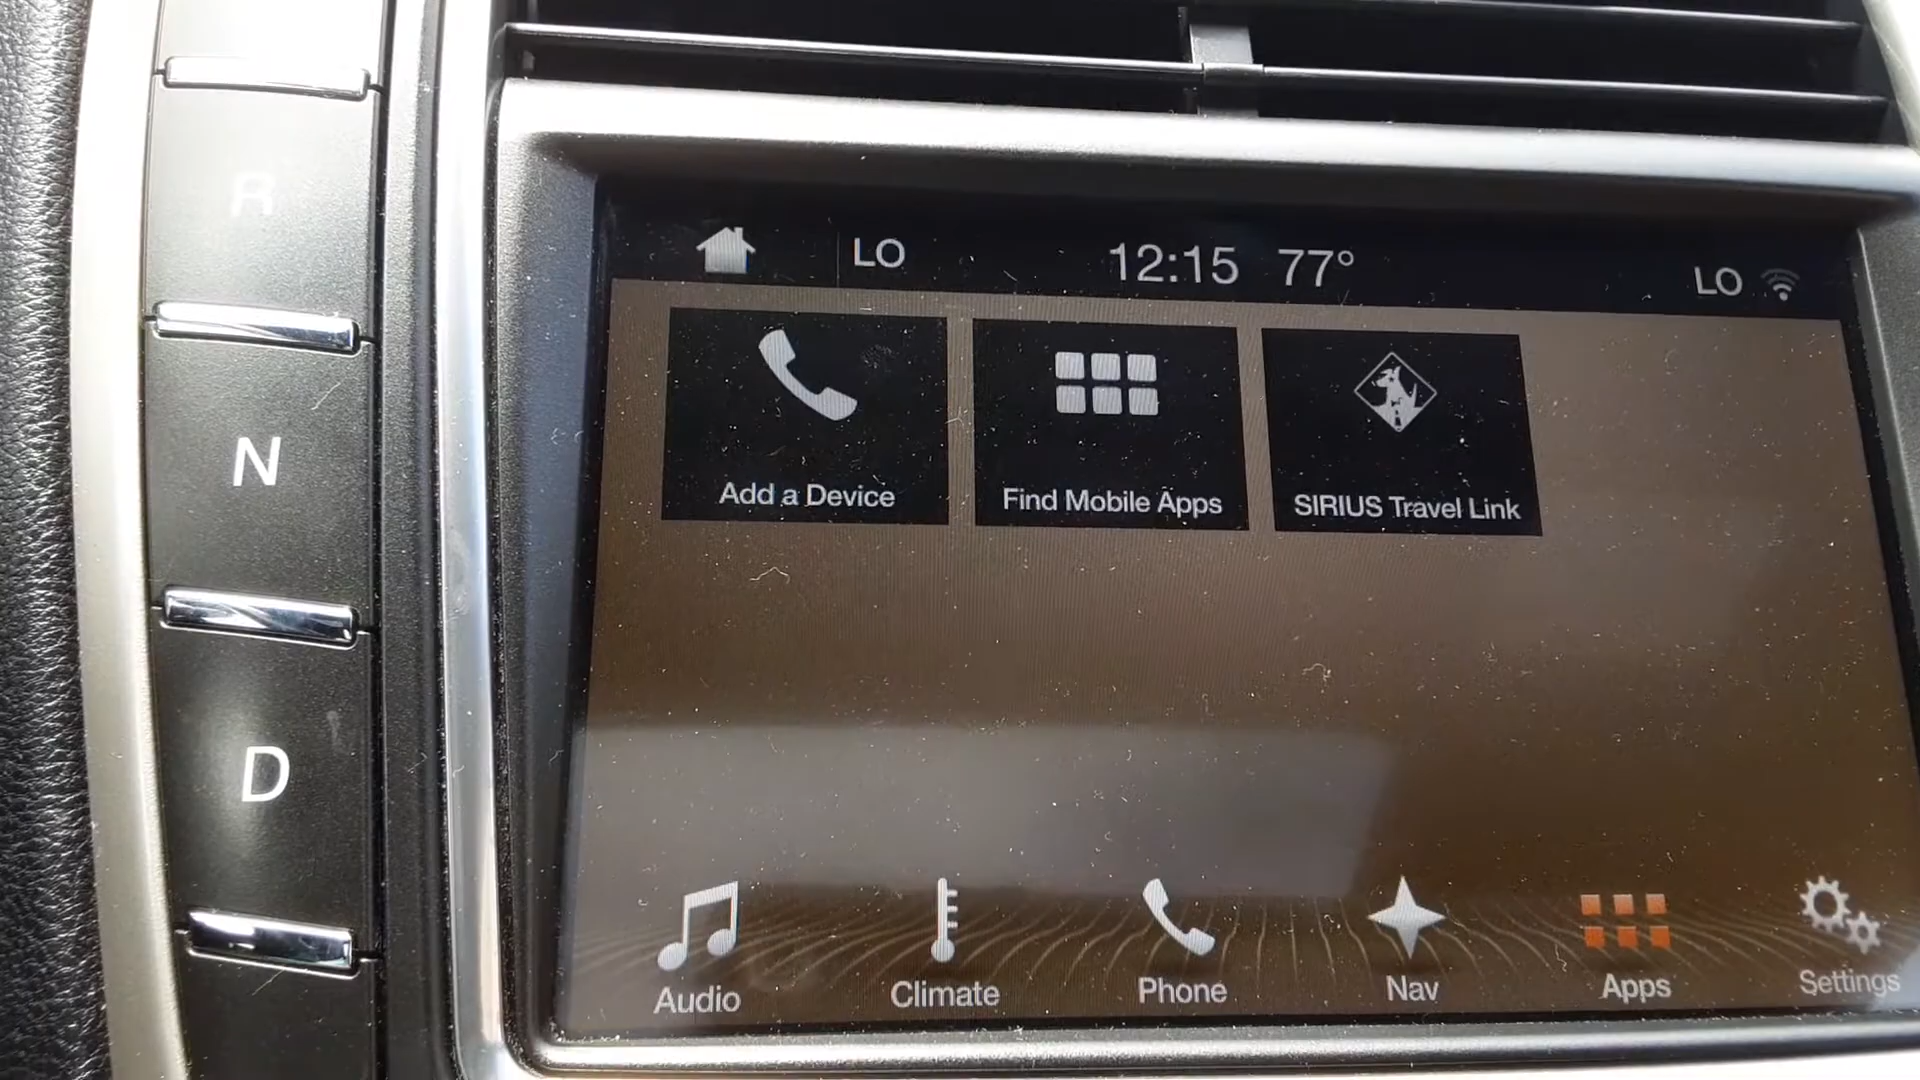 R
N
D
LO 12:15 77° LO
Add a Device
Find Mobile Apps
SIRIUS Travel Link
Audio
Climate
Phone
Nav
Apps
Settings